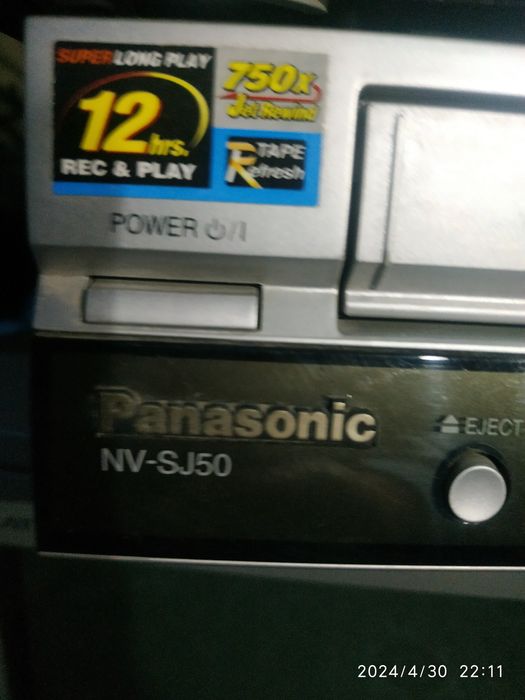 SUPER LONG PLAY
12 hrs.
REC & PLAY
750x
Jet Rewind
TAPE
Refresh
POWER ⏻/I
Panasonic
NV-SJ50
⏏ EJECT
2024/4/30 22:11